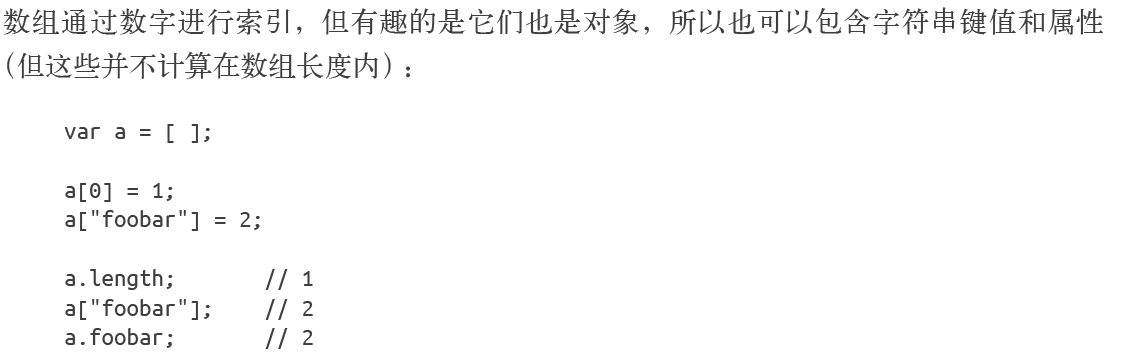 数组通过数字进行索引，但有趣的是它们也是对象，所以也可以包含字符串键值和属性
（但这些并不计算在数组长度内）：
var a = [ ];
a[0] = 1;
a["foobar"] = 2;
a.length; // 1
a["foobar"]; // 2
a.foobar; // 2